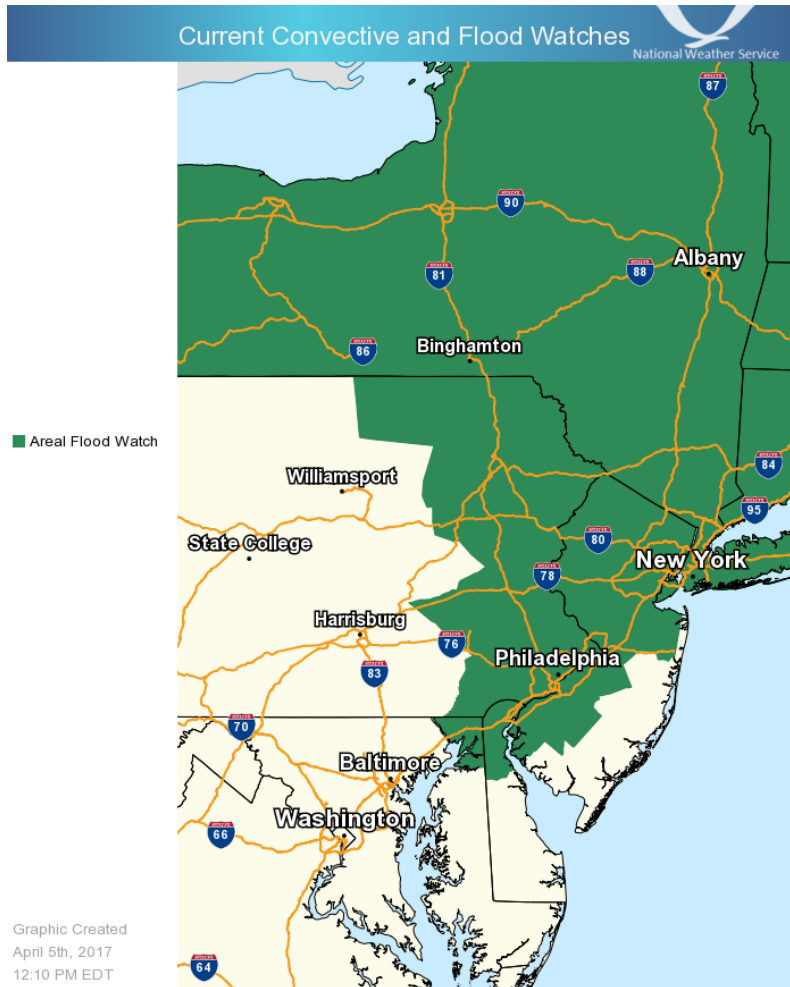 Current Convective and Flood Watches
National Weather Service
87
90
Albany
81
88
Binghamton
86
Areal Flood Watch
84
Williamsport
95
State College
80
New York
78
Harrisburg
76
Philadelphia
83
70
Baltimore
Washington
66
Graphic Created
April 5th, 2017
64
12:10 PM EDT